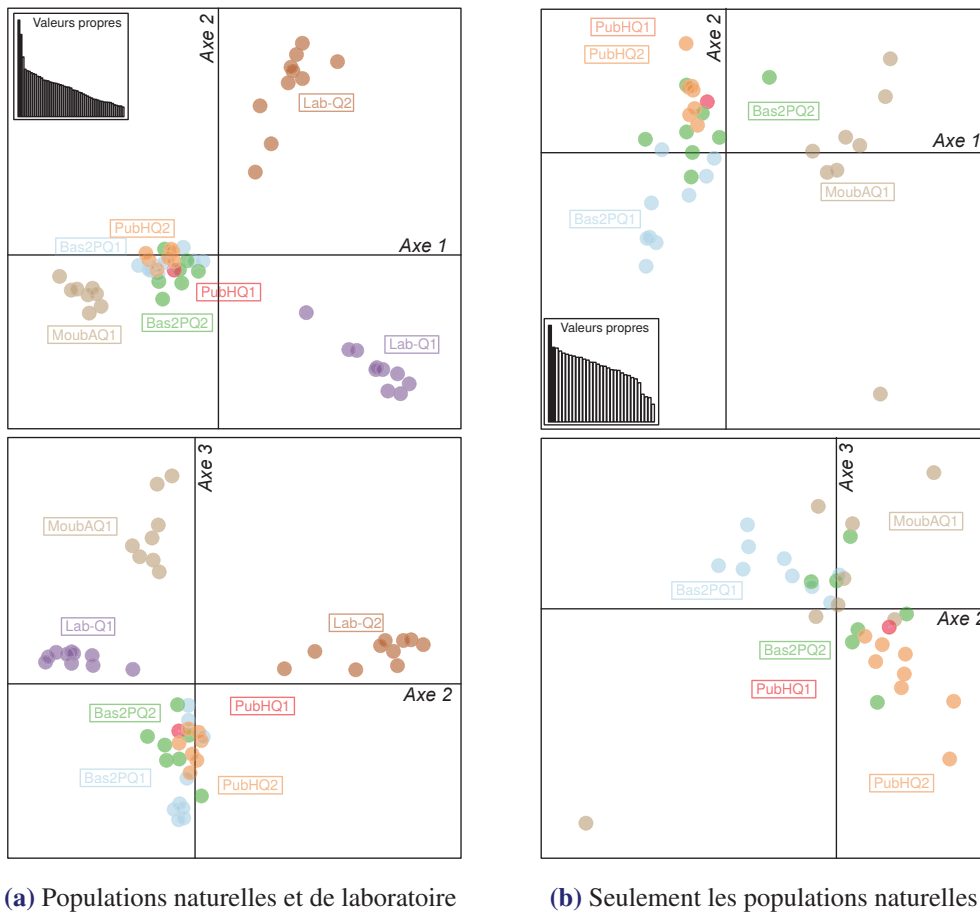 Valeurs propres
Axe 2
Lab-Q2
PubHQ2
Bas2PQ1
Axe 1
PubHQ1
MoubAQ1
Bas2PQ2
Lab-Q1
Axe 3
MoubAQ1
Lab-Q1
Lab-Q2
Axe 2
Bas2PQ2
PubHQ1
Bas2PQ1
PubHQ2
(a) Populations naturelles et de laboratoire
PubHQ1
Axe 2
PubHQ2
Bas2PQ2
Axe 1
MoubAQ1
Bas2PQ1
Valeurs propres
Axe 3
MoubAQ1
Bas2PQ1
Axe 2
Bas2PQ2
PubHQ1
PubHQ2
(b) Seulement les populations naturelles